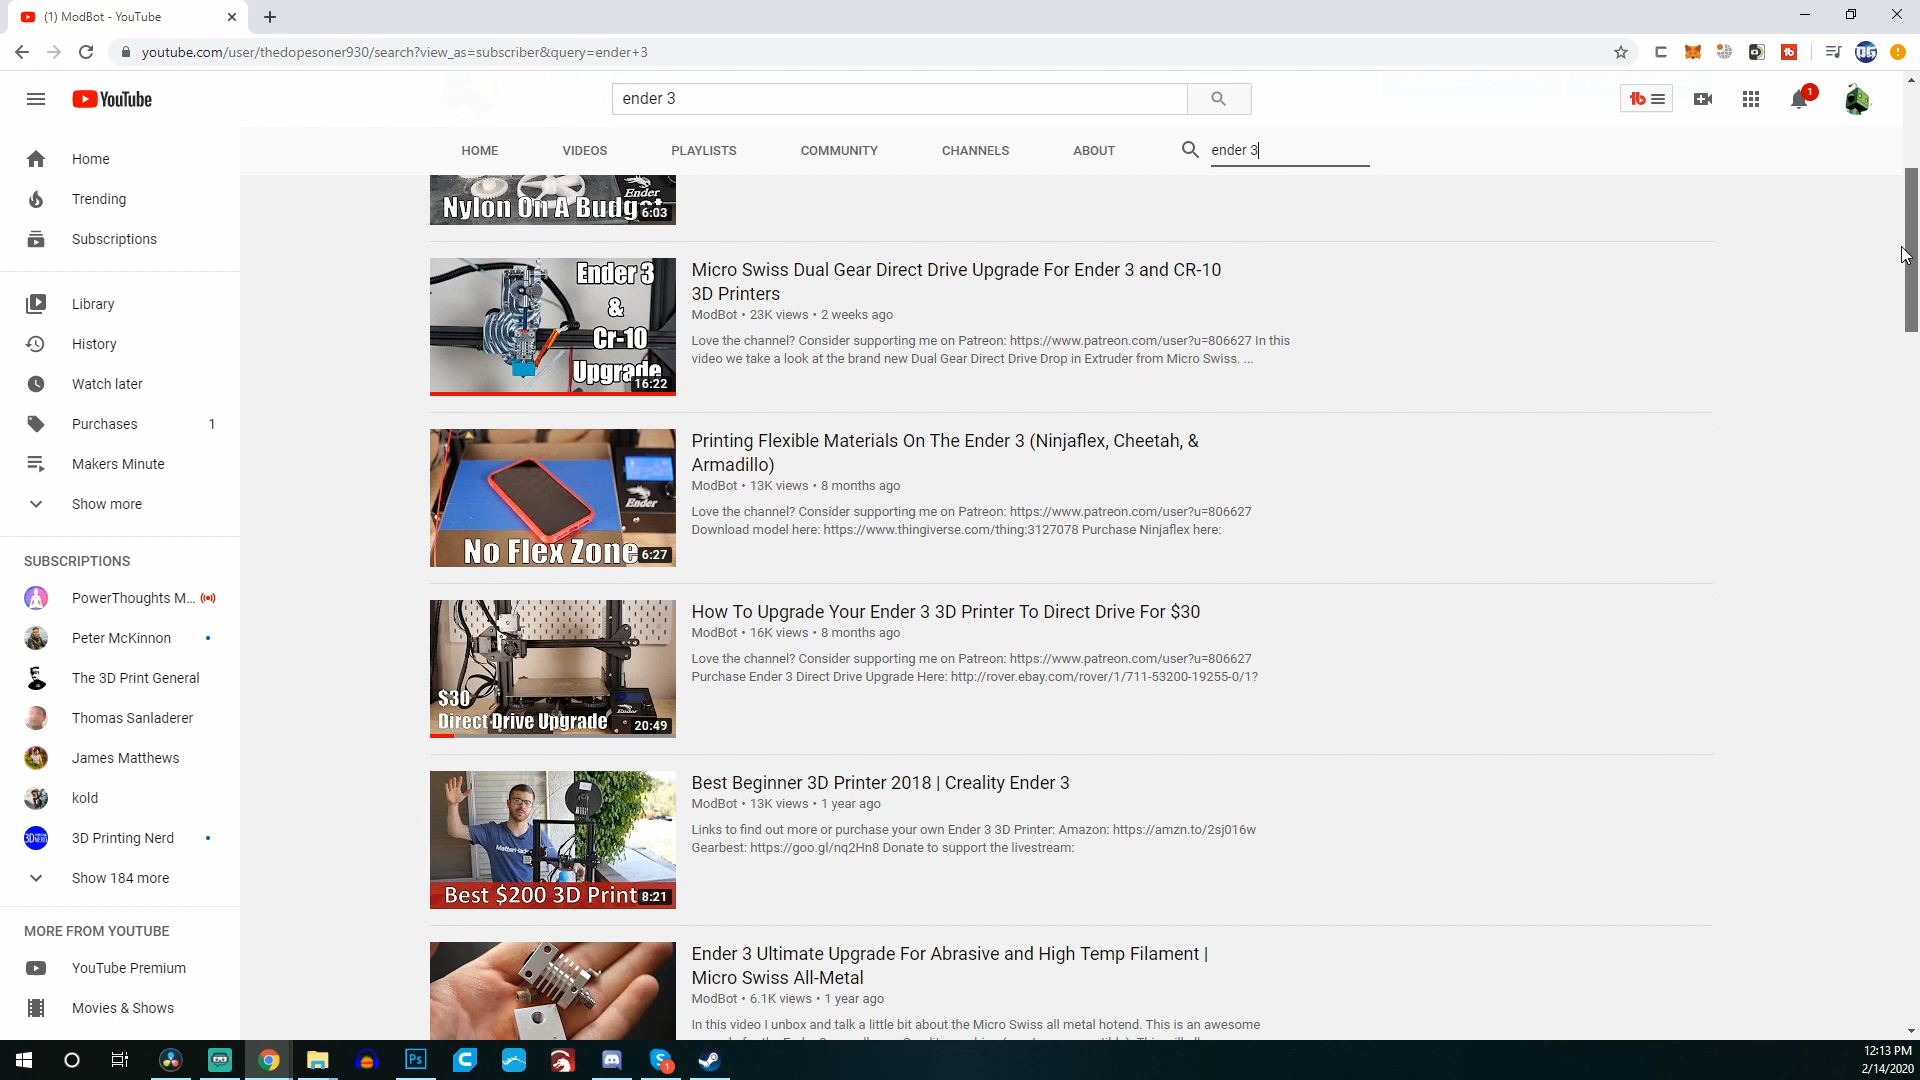 (1) ModBot - YouTube
youtube.com/user/thedopesoner930/search?view_as=subscriber&query=ender+3
YouTube
ender 3
1
HOME VIDEOS PLAYLISTS COMMUNITY CHANNELS ABOUT ender 3
Home
Trending
Subscriptions
Library
History
Watch later
Purchases 1
Makers Minute
Show more
SUBSCRIPTIONS
PowerThoughts M...
Peter McKinnon
The 3D Print General
Thomas Sanladerer
James Matthews
kold
3D Printing Nerd
Show 184 more
MORE FROM YOUTUBE
YouTube Premium
Movies & Shows
Ender
Nylon On A Budget
6:03
Ender 3
&
Cr-10
Upgrade
16:22
Micro Swiss Dual Gear Direct Drive Upgrade For Ender 3 and CR-10
3D Printers
ModBot • 23K views • 2 weeks ago
Love the channel? Consider supporting me on Patreon: https://www.patreon.com/user?u=806627 In this
video we take a look at the brand new Dual Gear Direct Drive Drop in Extruder from Micro Swiss. ...
Ender
No Flex Zone
6:27
Printing Flexible Materials On The Ender 3 (Ninjaflex, Cheetah, &
Armadillo)
ModBot • 13K views • 8 months ago
Love the channel? Consider supporting me on Patreon: https://www.patreon.com/user?u=806627
Download model here: https://www.thingiverse.com/thing:3127078 Purchase Ninjaflex here:
$30
Direct Drive Upgrade
Ender
20:49
How To Upgrade Your Ender 3 3D Printer To Direct Drive For $30
ModBot • 16K views • 8 months ago
Love the channel? Consider supporting me on Patreon: https://www.patreon.com/user?u=806627
Purchase Ender 3 Direct Drive Upgrade Here: http://rover.ebay.com/rover/1/711-53200-19255-0/1?
Best $200 3D Print
8:21
Best Beginner 3D Printer 2018 | Creality Ender 3
ModBot • 13K views • 1 year ago
Links to find out more or purchase your own Ender 3 3D Printer: Amazon: https://amzn.to/2sj016w
Gearbest: https://goo.gl/nq2Hn8 Donate to support the livestream:
Ender 3 Ultimate Upgrade For Abrasive and High Temp Filament |
Micro Swiss All-Metal
ModBot • 6.1K views • 1 year ago
In this video I unbox and talk a little bit about the Micro Swiss all metal hotend. This is an awesome
Ps
12:13 PM
2/14/2020